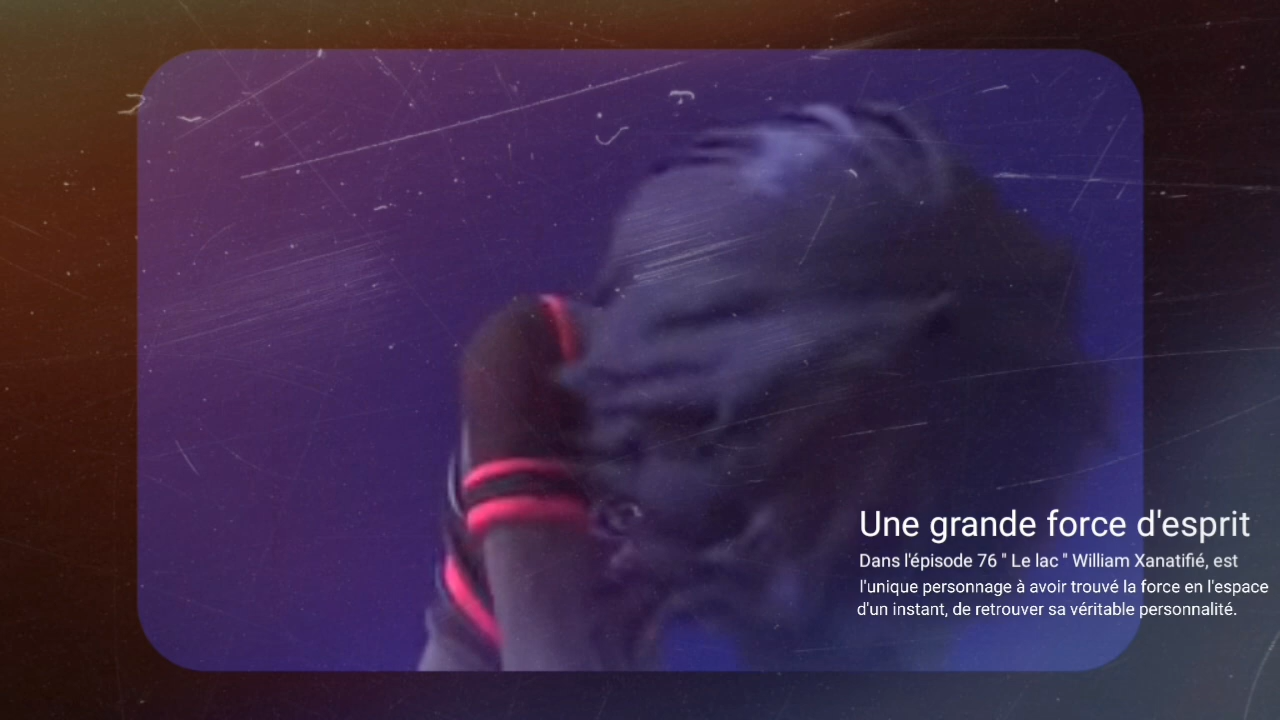 Une grande force d'esprit
Dans l'épisode 76 " Le lac " William Xanatifié, est
l'unique personnage à avoir trouvé la force en l'espace
d'un instant, de retrouver sa véritable personnalité.